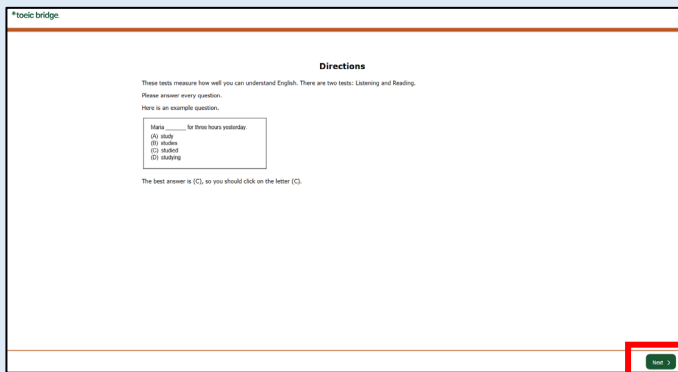 *toeic bridge.
Directions
These tests measure how well you can understand English. There are two tests: Listening and Reading.
Please answer every question.
Here is an example question.
Maria _______ for three hours yesterday.
(A) study
(B) studies
(C) studied
(D) studying
The best answer is (C), so you should click on the letter (C).
Next >